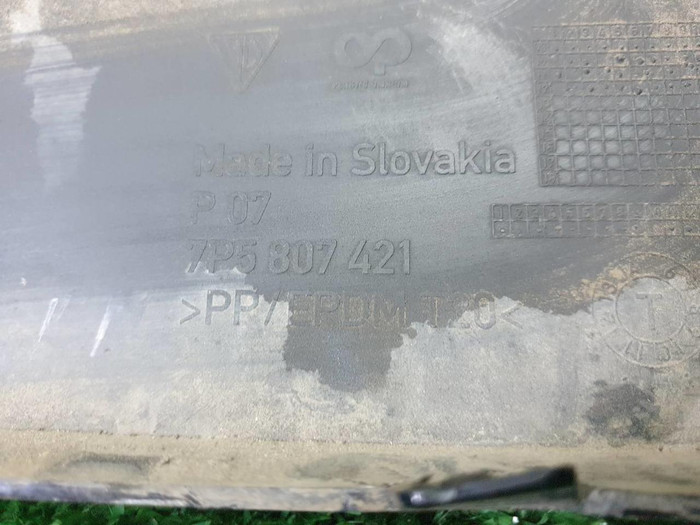 Made in Slovakia
P 07
7P5 807 421
>PP/EPDM T20<
T